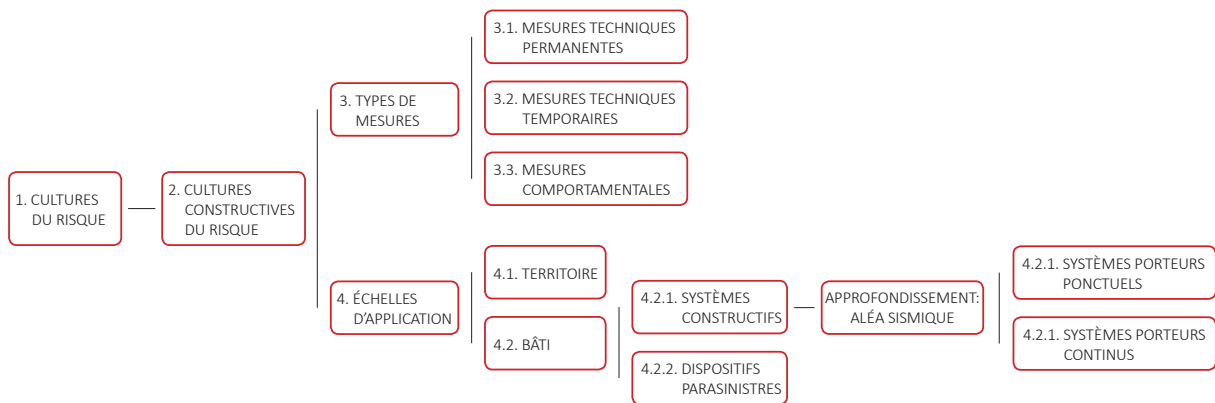 1. CULTURES
DU RISQUE
2. CULTURES
CONSTRUCTIVES
DU RISQUE
3. TYPES DE
MESURES
3.1. MESURES TECHNIQUES
PERMANENTES
3.2. MESURES TECHNIQUES
TEMPORAIRES
3.3. MESURES
COMPORTAMENTALES
4. ÉCHELLES
D'APPLICATION
4.1. TERRITOIRE
4.2. BÂTI
4.2.1. SYSTÈMES
CONSTRUCTIFS
4.2.2. DISPOSITIFS
PARASINISTRES
APPROFONDISSEMENT:
ALÉA SISMIQUE
4.2.1. SYSTÈMES PORTEURS
PONCTUELS
4.2.1. SYSTÈMES PORTEURS
CONTINUS